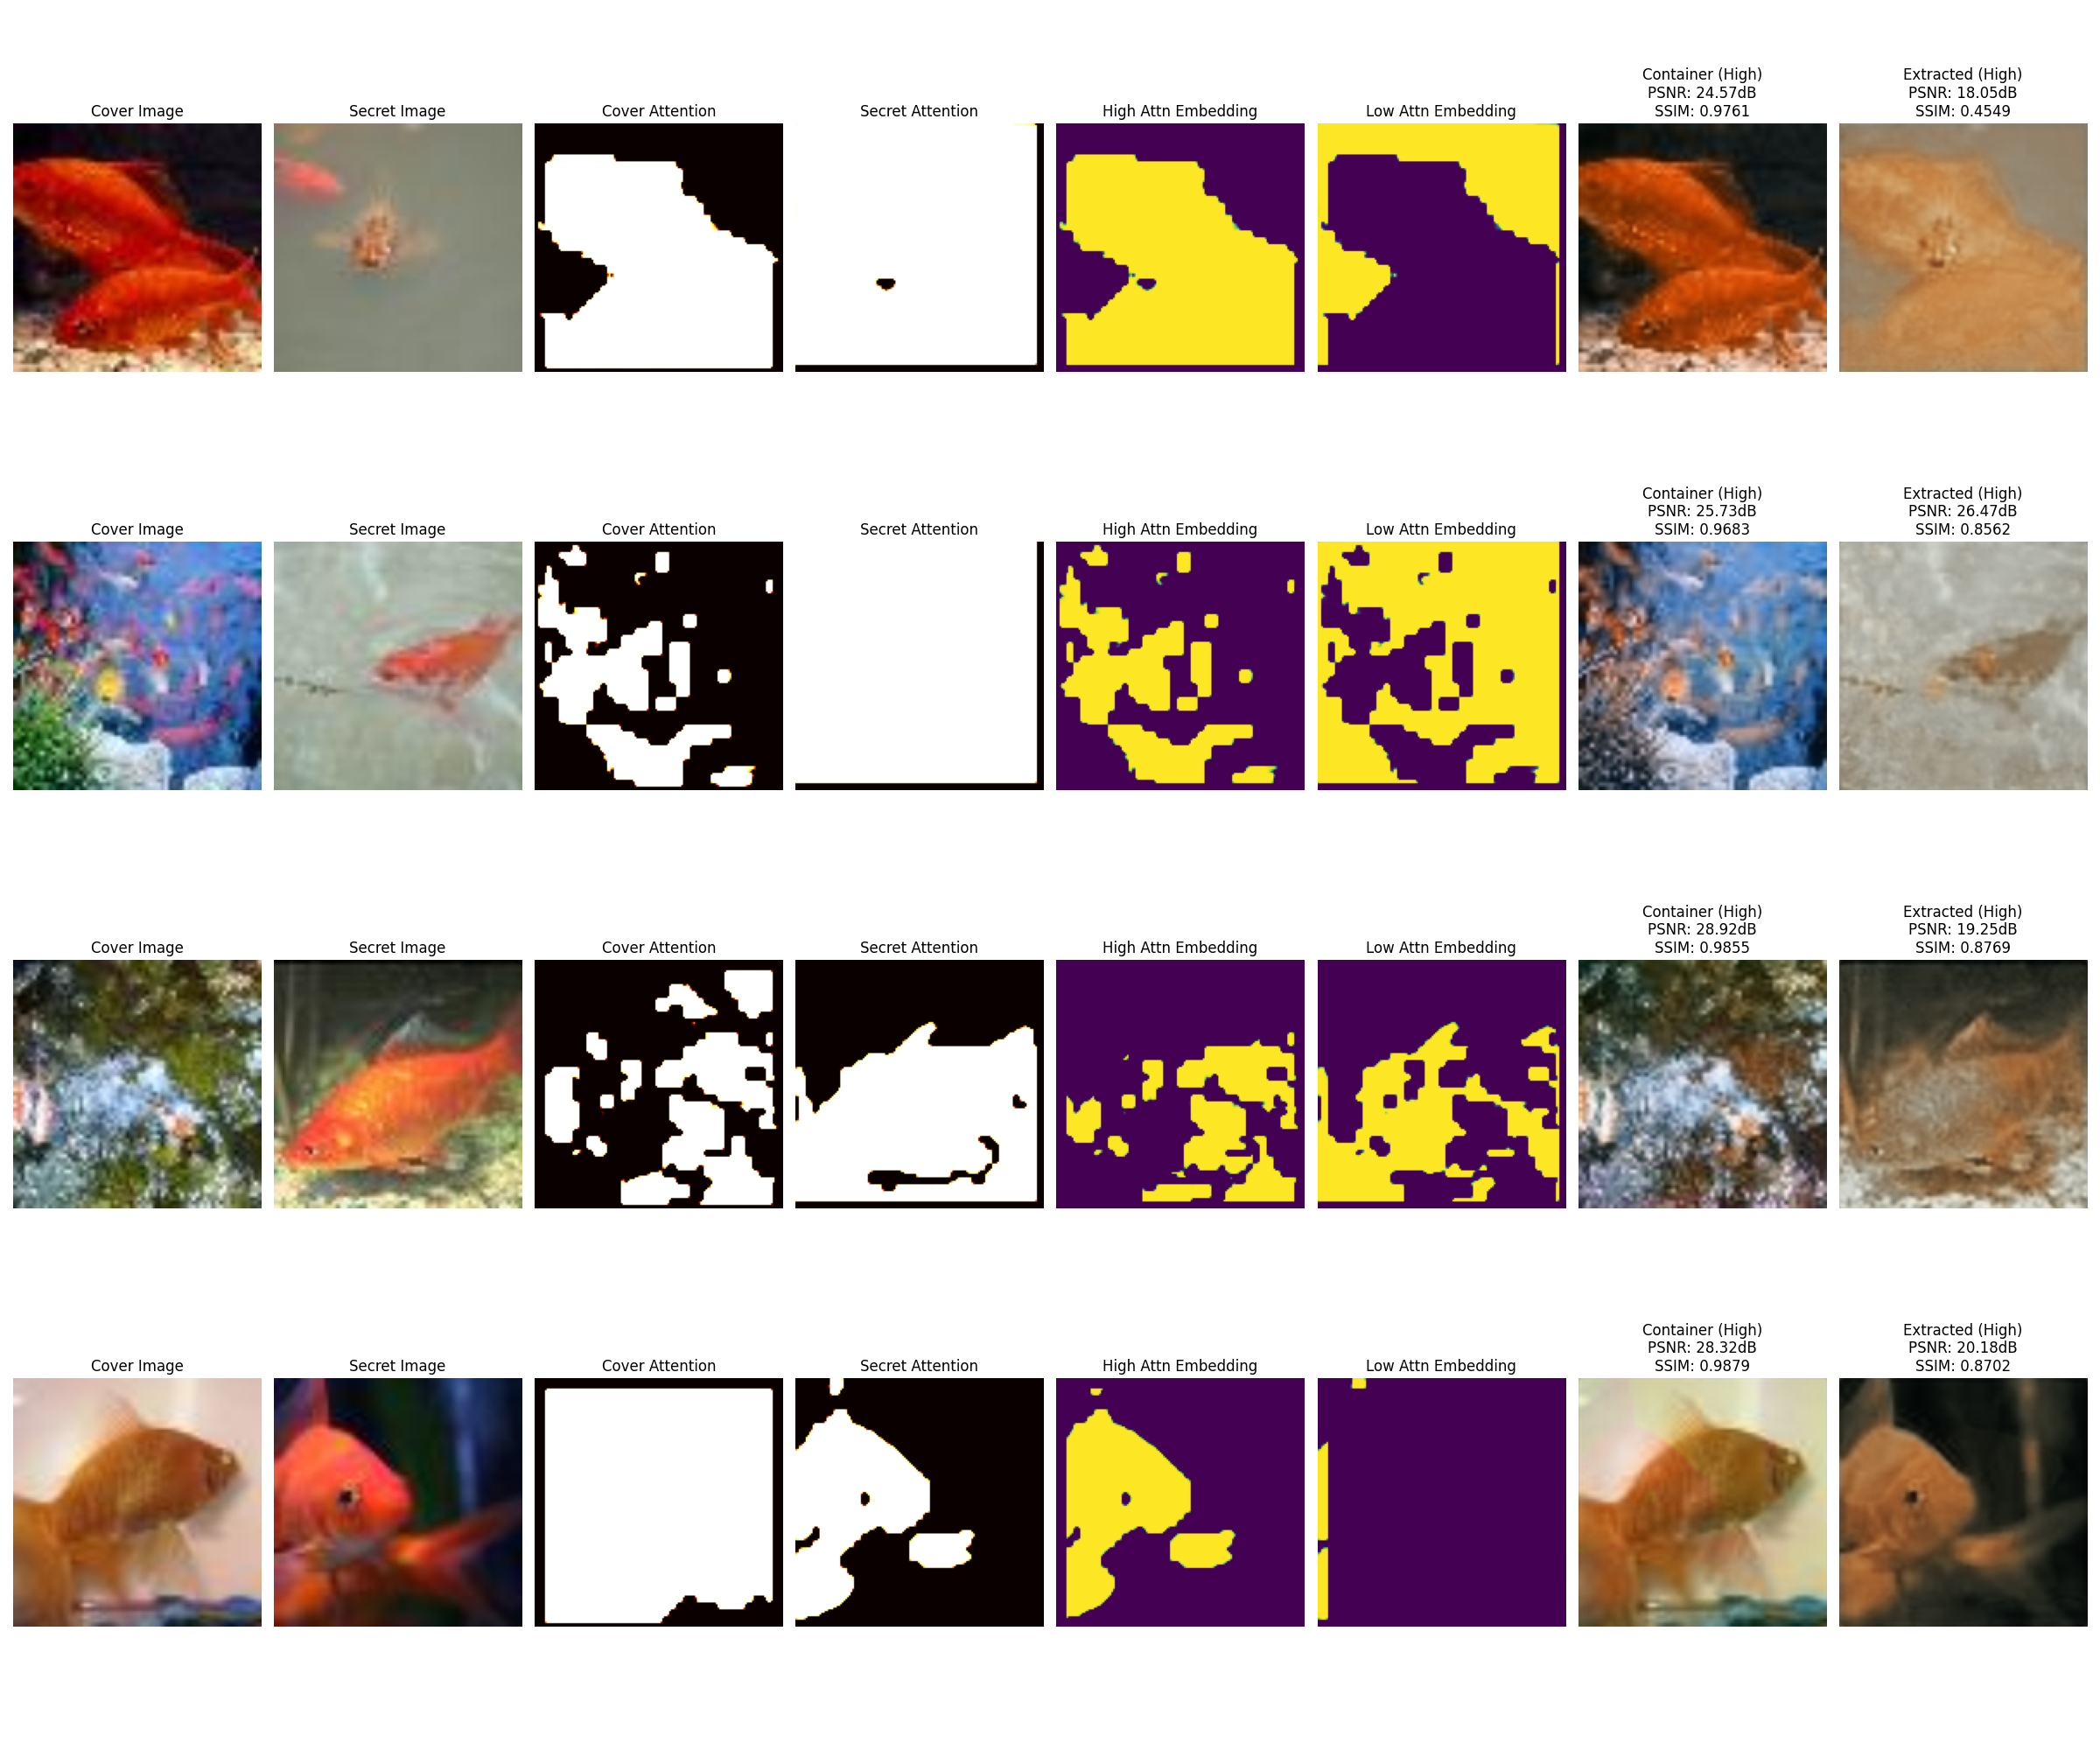 Cover Image
Secret Image
Cover Attention
Secret Attention
High Attn Embedding
Low Attn Embedding
Container (High)
PSNR: 24.57dB
SSIM: 0.9761
Extracted (High)
PSNR: 18.05dB
SSIM: 0.4549
Cover Image
Secret Image
Cover Attention
Secret Attention
High Attn Embedding
Low Attn Embedding
Container (High)
PSNR: 25.73dB
SSIM: 0.9683
Extracted (High)
PSNR: 26.47dB
SSIM: 0.8562
Cover Image
Secret Image
Cover Attention
Secret Attention
High Attn Embedding
Low Attn Embedding
Container (High)
PSNR: 28.92dB
SSIM: 0.9855
Extracted (High)
PSNR: 19.25dB
SSIM: 0.8769
Cover Image
Secret Image
Cover Attention
Secret Attention
High Attn Embedding
Low Attn Embedding
Container (High)
PSNR: 28.32dB
SSIM: 0.9879
Extracted (High)
PSNR: 20.18dB
SSIM: 0.8702